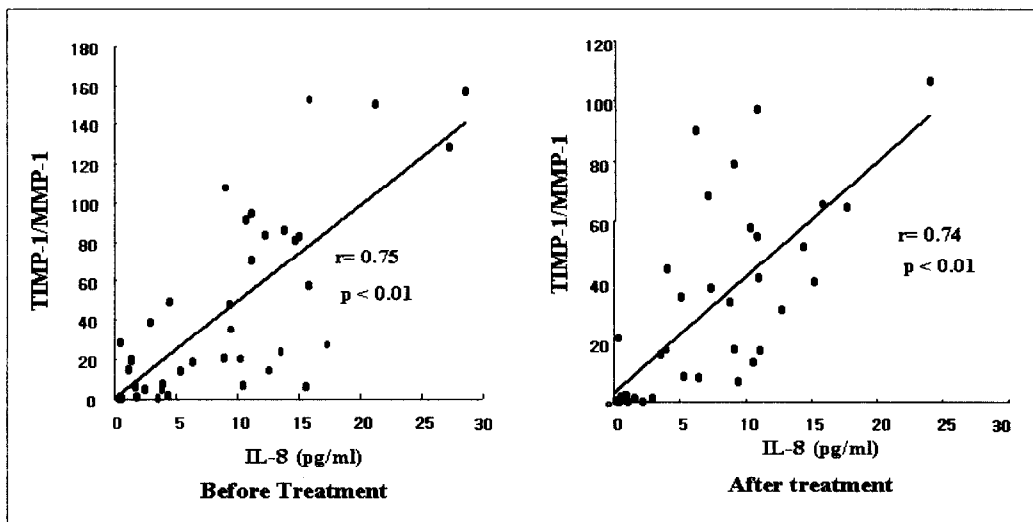 180
160
140
120
100
80
60
40
20
0
TIMP-1/MMP-1
r= 0.75
p < 0.01
0 5 10 15 20 25 30
IL-8 (pg/ml)
Before Treatment
120
100
80
60
40
20
0
TIMP-1/MMP-1
r= 0.74
p < 0.01
0 5 10 15 20 25 30
IL-8 (pg/ml)
After treatment